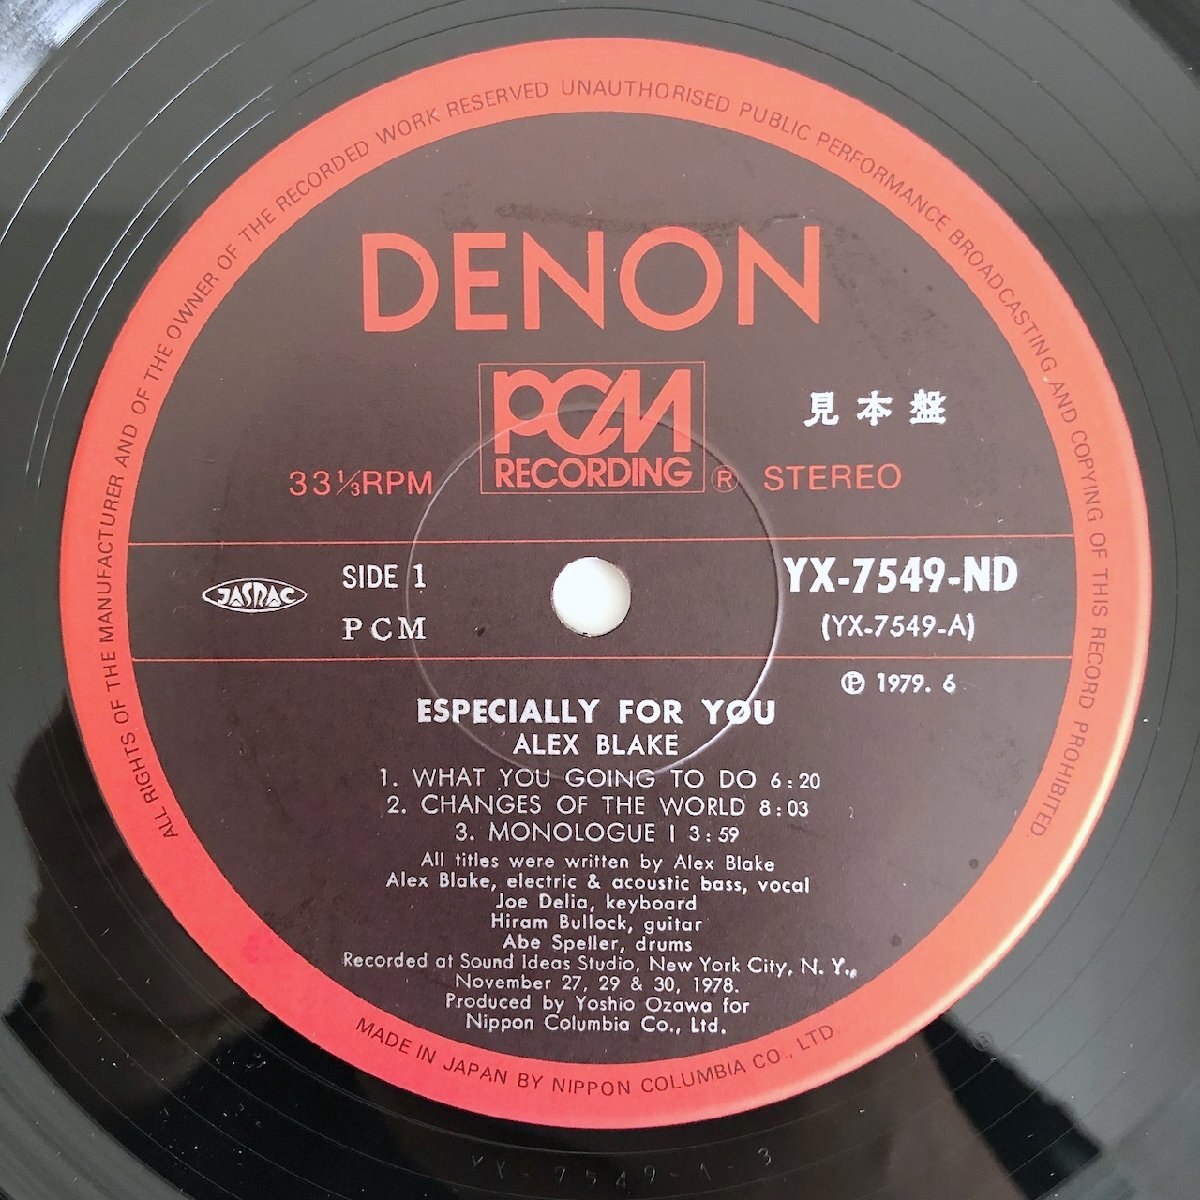 ALL RIGHTS OF THE MANUFACTURER AND OF THE OWNER OF THE RECORDED WORK RESERVED UNAUTHORISED PUBLIC PERFORMANCE BROADCASTING AND COPYING OF THIS RECORD PROHIBITED
DENON
PCM
RECORDING
見本盤
33⅓RPM ® STEREO
JASRAC
SIDE 1
PCM
YX-7549-ND
(YX-7549-A)
℗ 1979. 6
ESPECIALLY FOR YOU
ALEX BLAKE
1. WHAT YOU GOING TO DO 6:20
2. CHANGES OF THE WORLD 8:03
3. MONOLOGUE I 3:59
All titles were written by Alex Blake
Alex Blake, electric & acoustic bass, vocal
Joe Delia, keyboard
Hiram Bullock, guitar
Abe Speller, drums
Recorded at Sound Ideas Studio, New York City, N. Y.,
November 27, 29 & 30, 1978.
Produced by Yoshio Ozawa for
Nippon Columbia Co., Ltd.
MADE IN JAPAN BY NIPPON COLUMBIA CO., LTD.
YX-7549-1-3